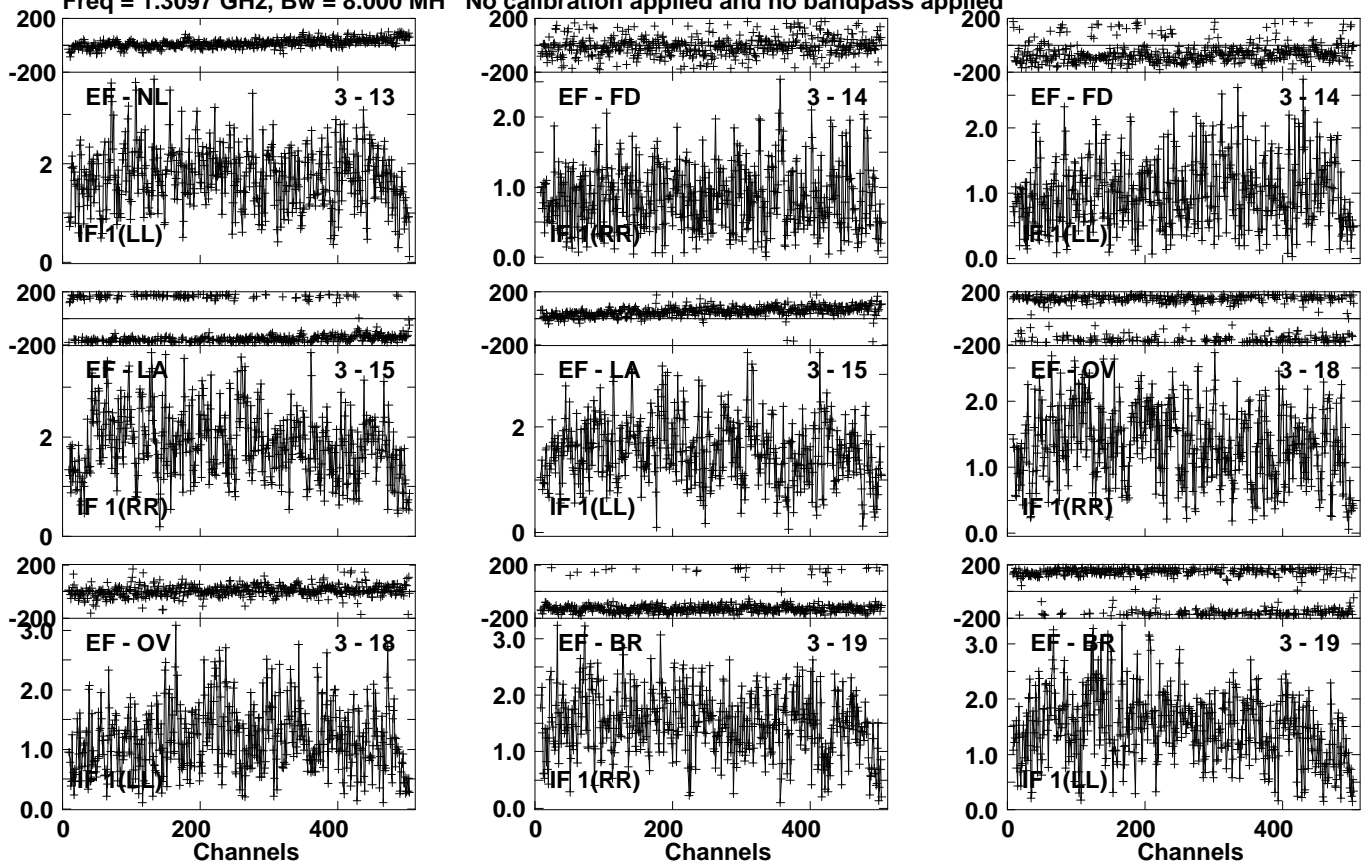 Freq = 1.3097 GHz, Bw = 8.000 MH No calibration applied and no bandpass applied
200
-200
EF - NL 3 - 13
2
0
IF 1(LL)
200
-200
EF - FD 3 - 14
2.0
1.0
0.0
IF 1(RR)
200
-200
EF - FD 3 - 14
2.0
1.0
0.0
IF 1(LL)
200
-200
EF - LA 3 - 15
2
0
IF 1(RR)
200
-200
EF - LA 3 - 15
2
0
IF 1(LL)
200
-200
EF - OV 3 - 18
2.0
1.0
0.0
IF 1(RR)
200
-200
3.0
EF - OV 3 - 18
2.0
1.0
0.0
IF 1(LL)
0 200 400
Channels
200
-200
EF - BR 3 - 19
3.0
2.0
1.0
0.0
IF 1(RR)
0 200 400
Channels
200
-200
EF - BR 3 - 19
3.0
2.0
1.0
0.0
IF 1(LL)
0 200 400
Channels